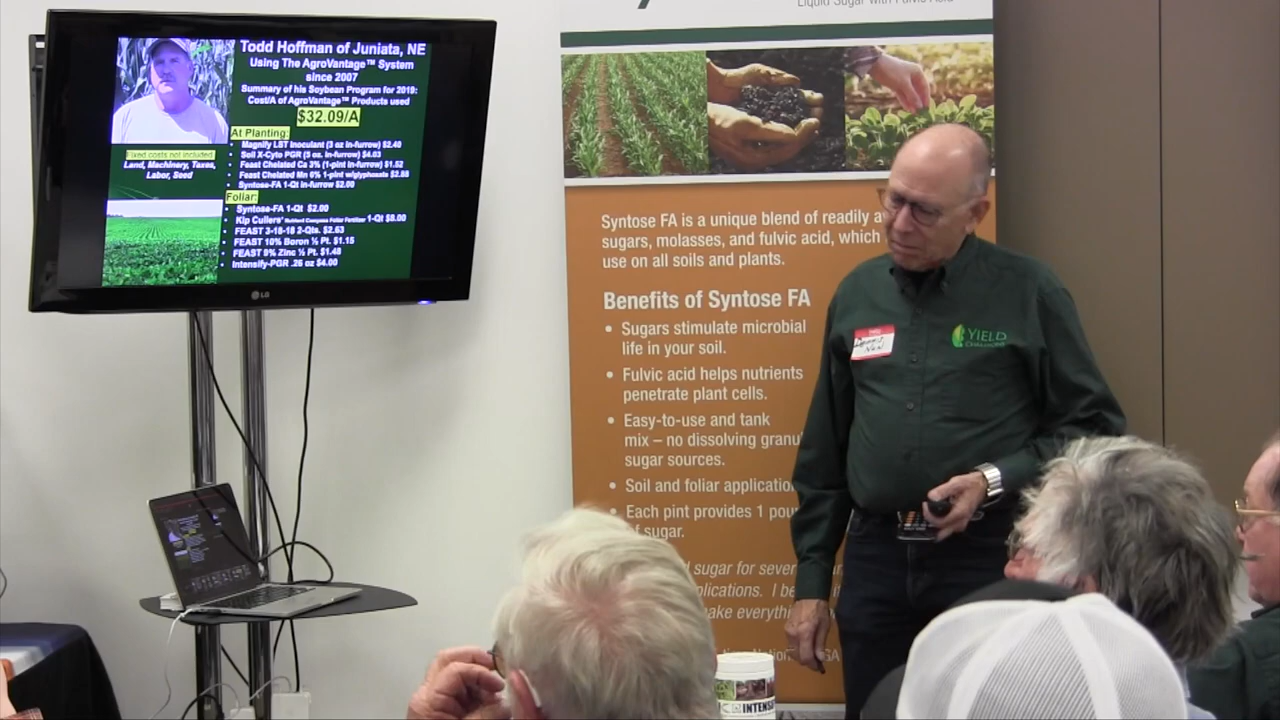 Todd Hoffman of Juniata, NE
Using The AgroVantage™ System
since 2007
Summary of his Soybean Program for 2019:
Cost/A of AgroVantage™ Products used
$32.09/A
At Planting:
• Magnify LST Inoculant (3 oz in-furrow) $2.40
• Soil X-Cyto PGR (5 oz. in-furrow) $4.03
• Feast Chelated Ca 3% (1-pint in-furrow) $1.52
• Feast Chelated Mn 6% 1-pint w/glyphosate $2.88
• Syntose-FA 1-Qt in-furrow $2.00
Foliar:
• Syntose-FA 1-Qt $2.00
• Kip Cullers' Nutrient Compass Foliar Fertilizer 1-Qt $8.00
• FEAST 3-18-18 2-Qts. $2.63
• FEAST 10% Boron ½ Pt. $1.15
• FEAST 9% Zinc ½ Pt. $1.48
• Intensify-PGR .25 oz $4.00
Fixed costs not included
Land, Machinery, Taxes,
Labor, Seed
LG
Liquid Sugar with Fulvic Acid
Syntose FA is a unique blend of readily
sugars, molasses, and fulvic acid, which
use on all soils and plants.
Benefits of Syntose FA
• Sugars stimulate microbial
life in your soil.
• Fulvic acid helps nutrients
penetrate plant cells.
• Easy-to-use and tank
mix – no dissolving
sugar sources.
• Soil and foliar
• Each pint provides 1
of sugar.
sugar for
YIELD
CHAMPIONS